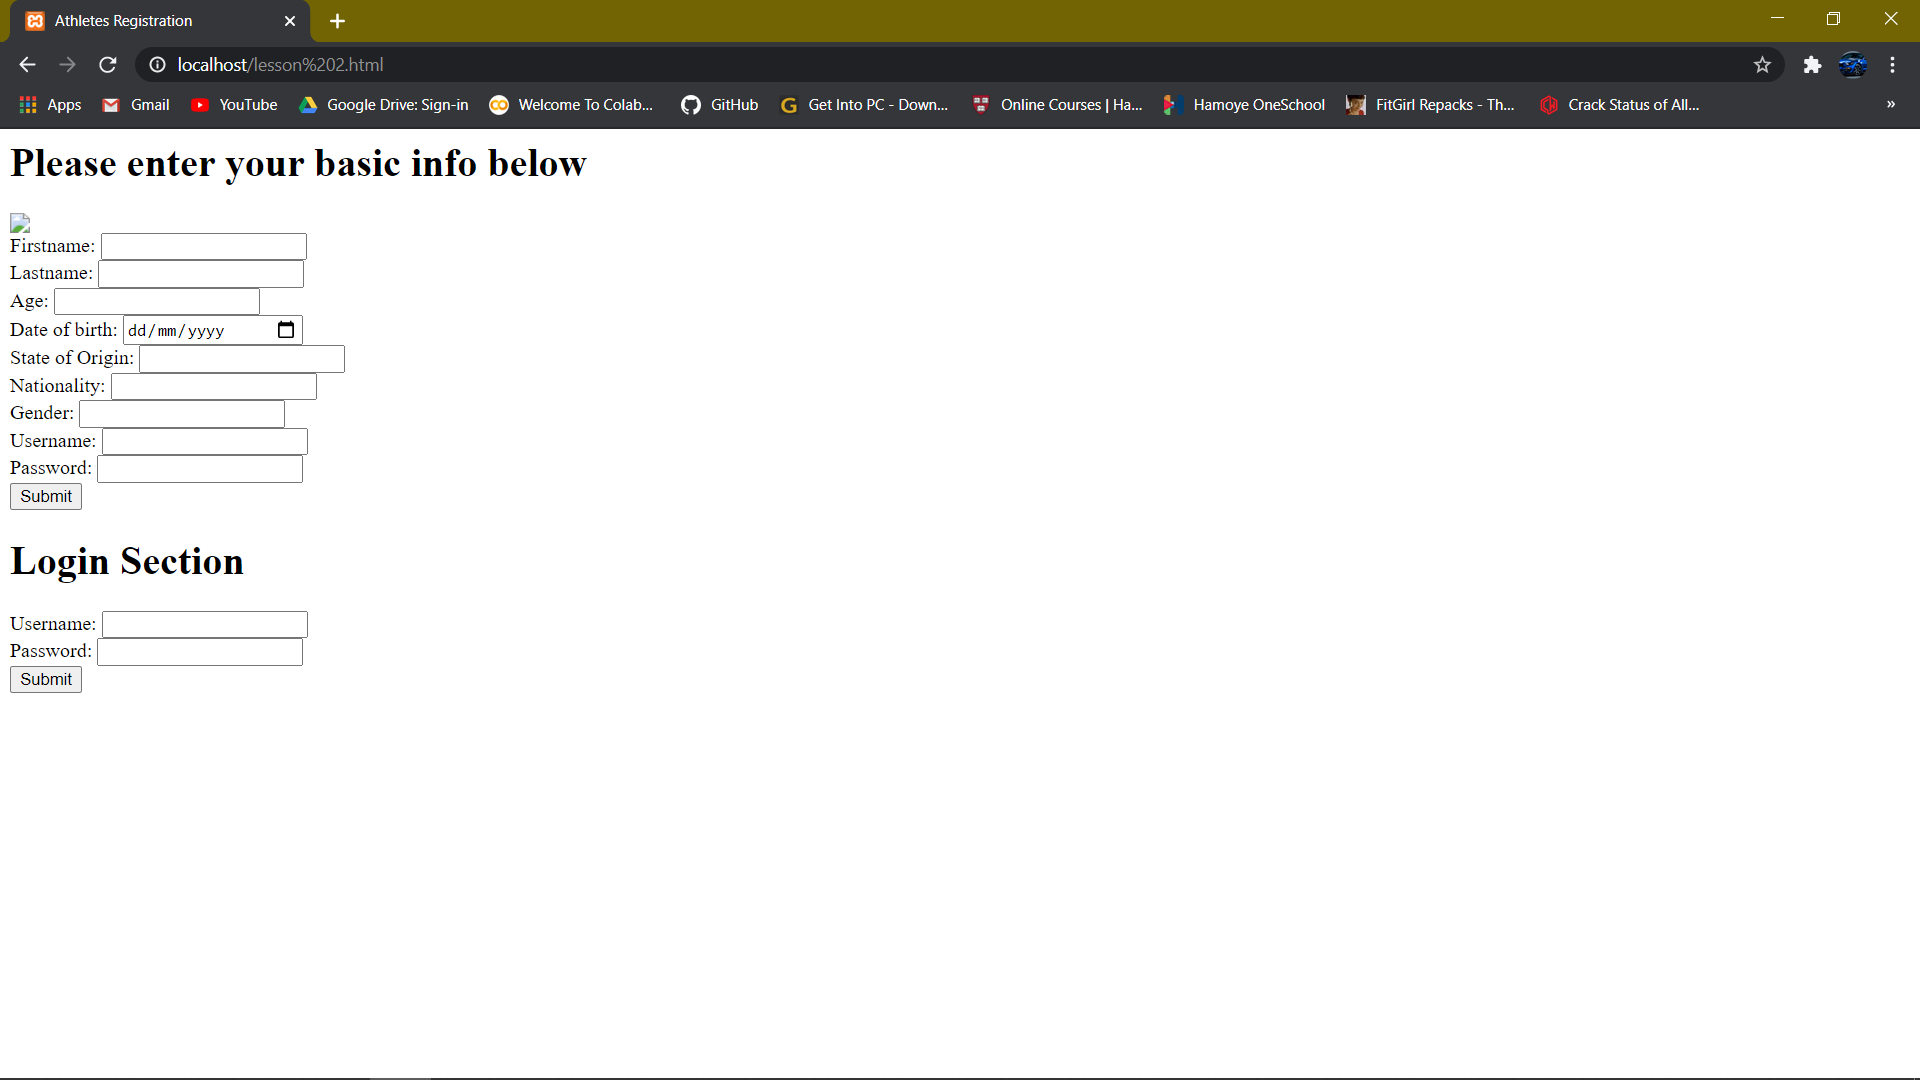 Athletes Registration
localhost/lesson%202.html
Apps Gmail YouTube Google Drive: Sign-in Welcome To Colab... GitHub Get Into PC - Down... Online Courses | Ha... Hamoye OneSchool FitGirl Repacks - Th... Crack Status of All... »
Please enter your basic info below
Firstname:
Lastname:
Age:
Date of birth: dd/mm/yyyy
State of Origin:
Nationality:
Gender:
Username:
Password:
Submit
Login Section
Username:
Password:
Submit